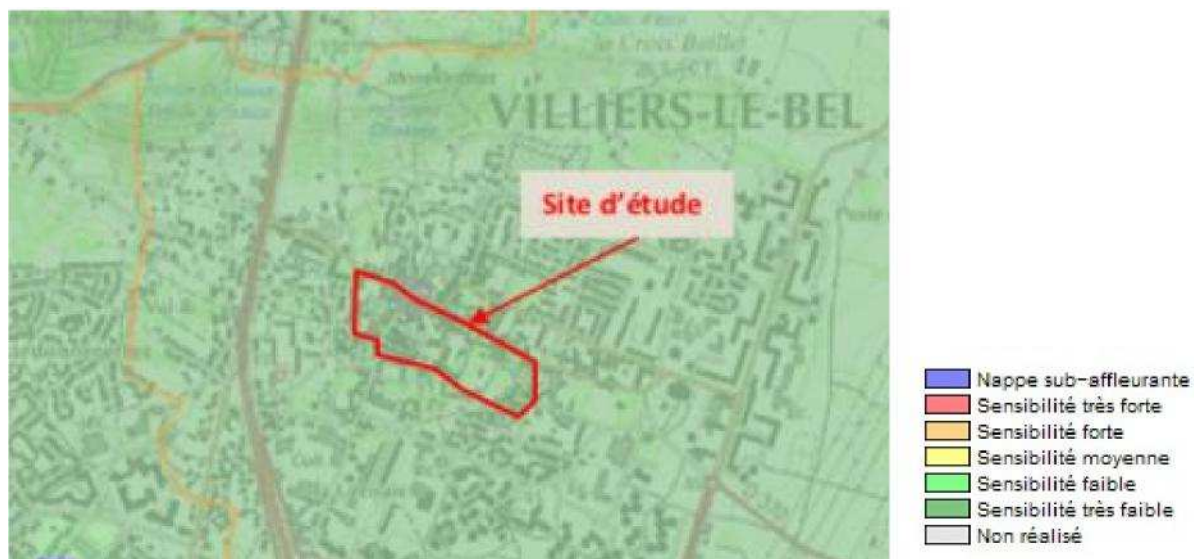 VILLIERS-LE-BEL
Site d'étude
Nappe sub-affleurante
Sensibilité très forte
Sensibilité forte
Sensibilité moyenne
Sensibilité faible
Sensibilité très faible
Non réalisé